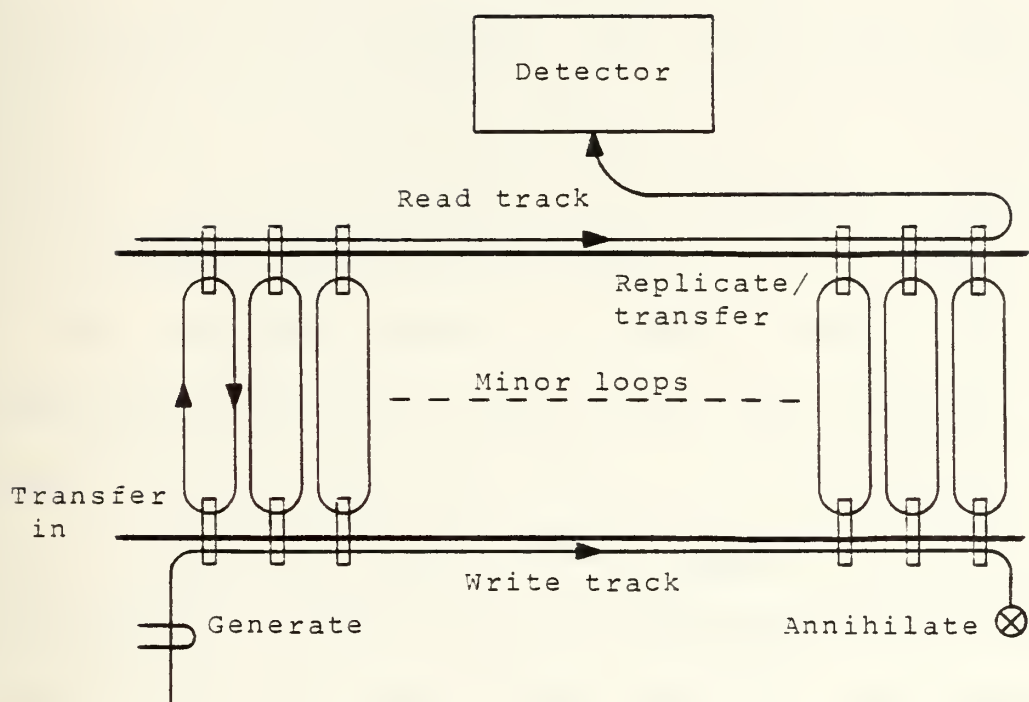 Detector
Read track
Replicate/
transfer
Minor loops
Transfer
in
Write track
Generate
Annihilate